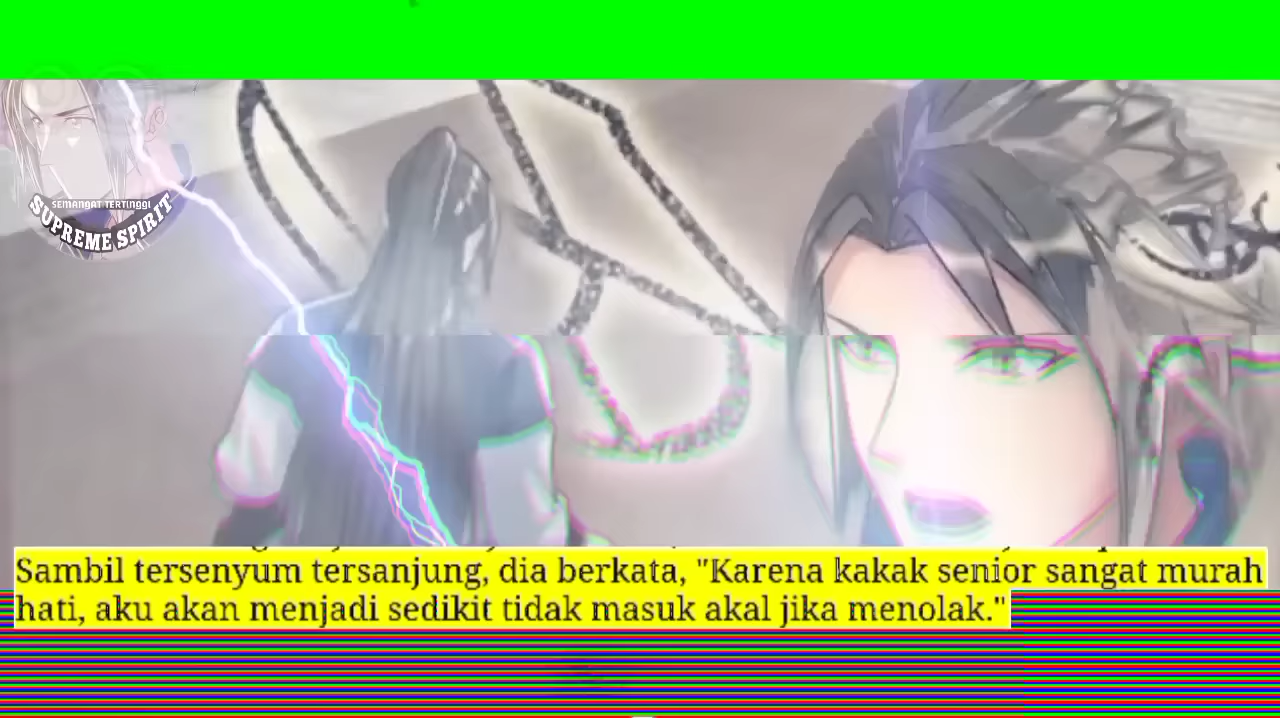 SEMANGAT TERTINGGI
SUPREME SPIRIT
Sambil tersenyum tersanjung, dia berkata, "Karena kakak senior sangat murah
hati, aku akan menjadi sedikit tidak masuk akal jika menolak."